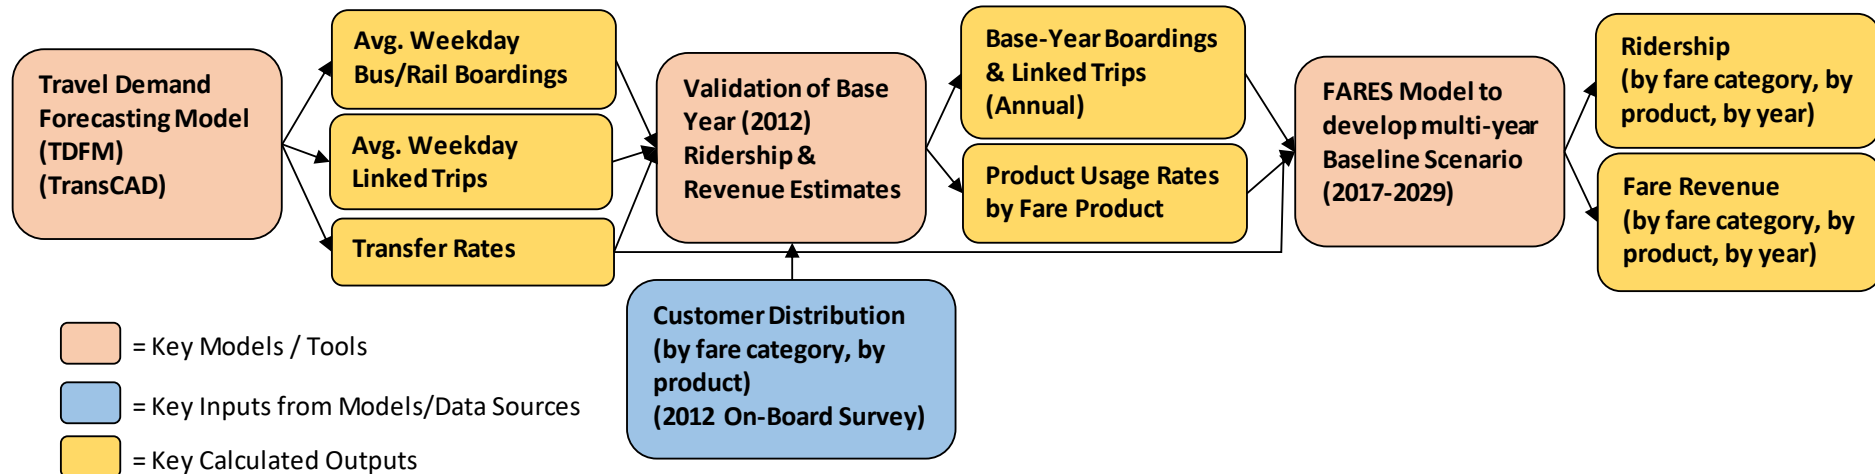 Travel Demand
Forecasting Model
(TDFM)
(TransCAD)
Avg. Weekday
Bus/Rail Boardings
Avg. Weekday
Linked Trips
Transfer Rates
Validation of Base
Year (2012)
Ridership &
Revenue Estimates
Customer Distribution
(by fare category, by
product)
(2012 On-Board Survey)
Base-Year Boardings
& Linked Trips
(Annual)
Product Usage Rates
by Fare Product
FARES Model to
develop multi-year
Baseline Scenario
(2017-2029)
Ridership
(by fare category, by
product, by year)
Fare Revenue
(by fare category, by
product, by year)
= Key Models / Tools
= Key Inputs from Models/Data Sources
= Key Calculated Outputs